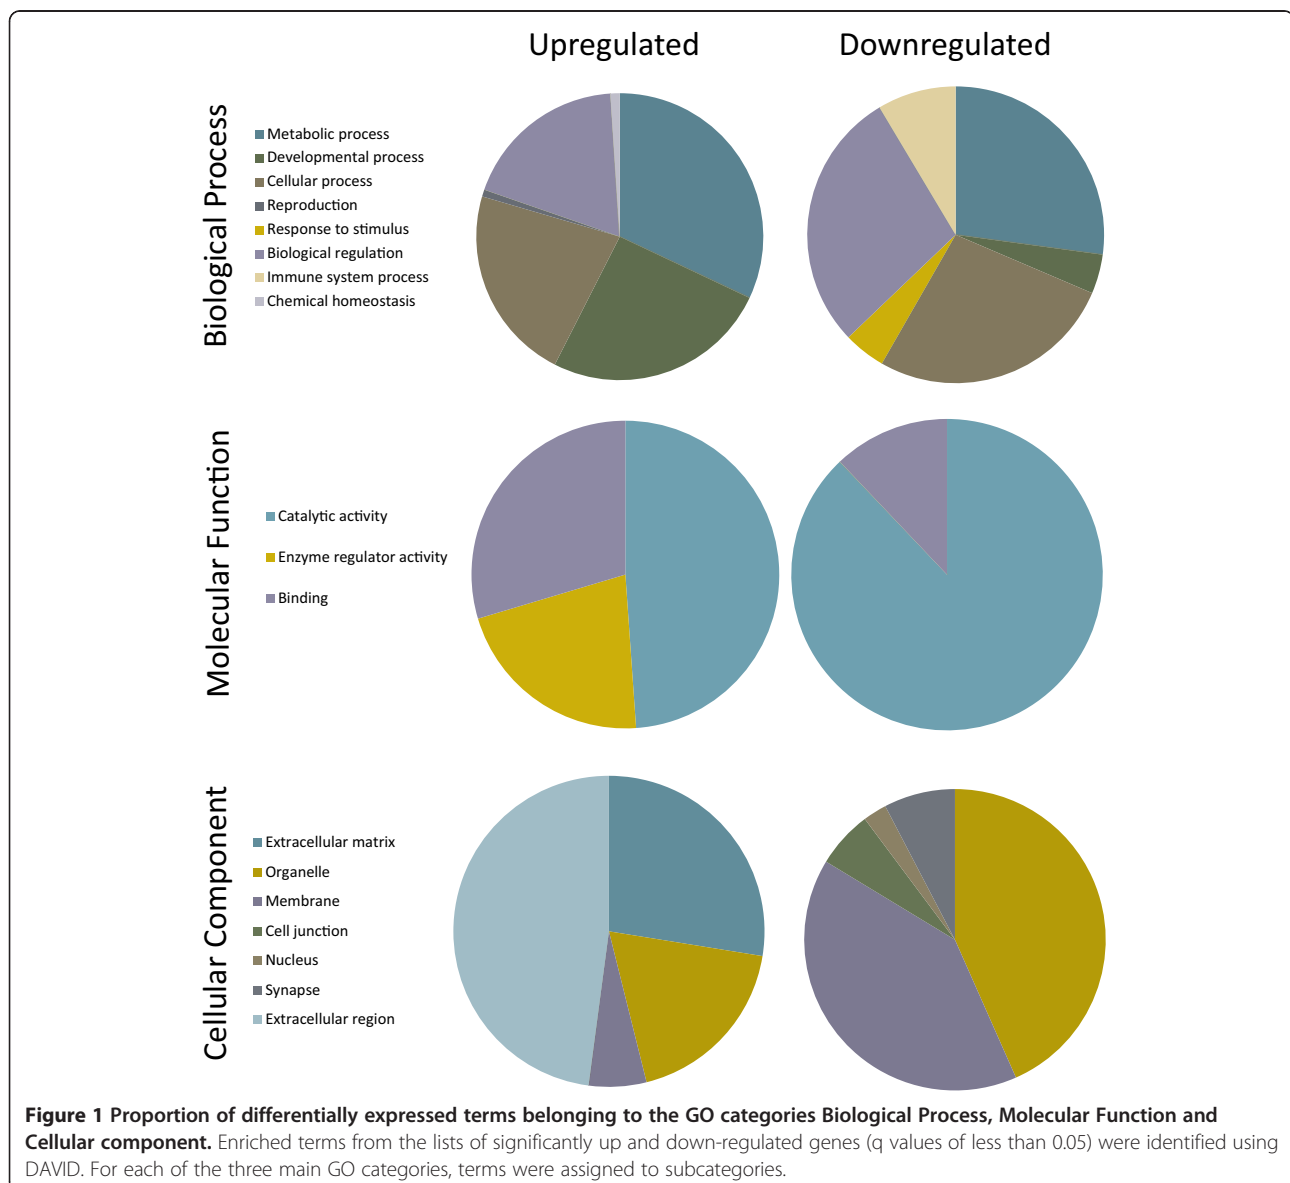 Upregulated
Downregulated
Biological Process
Metabolic process
Developmental process
Cellular process
Reproduction
Response to stimulus
Biological regulation
Immune system process
Chemical homeostasis
Molecular Function
Catalytic activity
Enzyme regulator activity
Binding
Cellular Component
Extracellular matrix
Organelle
Membrane
Cell junction
Nucleus
Synapse
Extracellular region
Figure 1 Proportion of differentially expressed terms belonging to the GO categories Biological Process, Molecular Function and
Cellular component. Enriched terms from the lists of significantly up and down-regulated genes (q values of less than 0.05) were identified using
DAVID. For each of the three main GO categories, terms were assigned to subcategories.